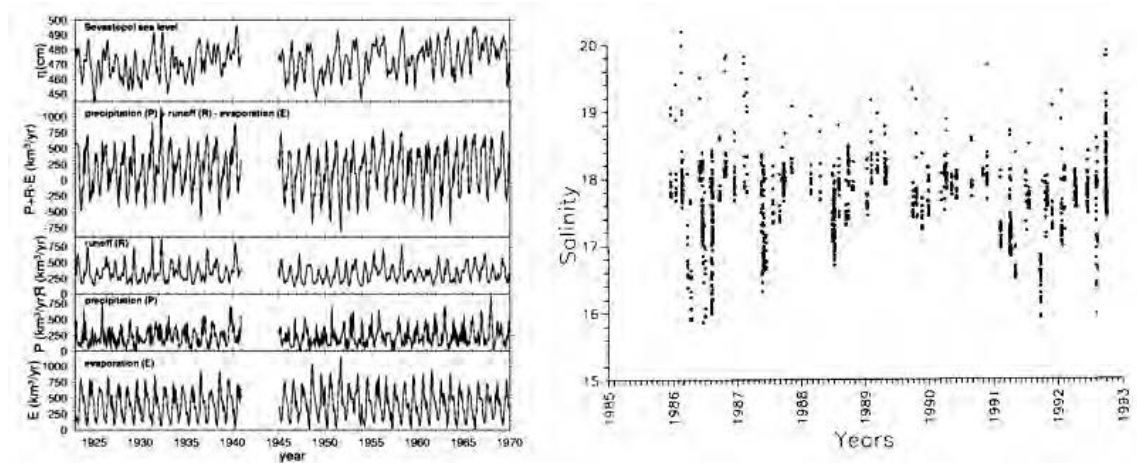 Sevastopol sea level
500
490
480
470
460
450
η(cm)
precipitation (P) + runoff (R) - evaporation (E)
1000
750
500
250
0
-250
-500
-750
P+R-E (km³/yr)
runoff (R)
750
500
250
0
R (km³/yr)
precipitation (P)
750
500
250
0
P (km³/yr)
evaporation (E)
1000
750
500
250
0
E (km³/yr)
1925 1930 1935 1940 1945 1950 1955 1960 1965 1970
year
20
19
18
17
16
15
Salinity
1985 1986 1987 1988 1989 1990 1991 1992 1993
Years